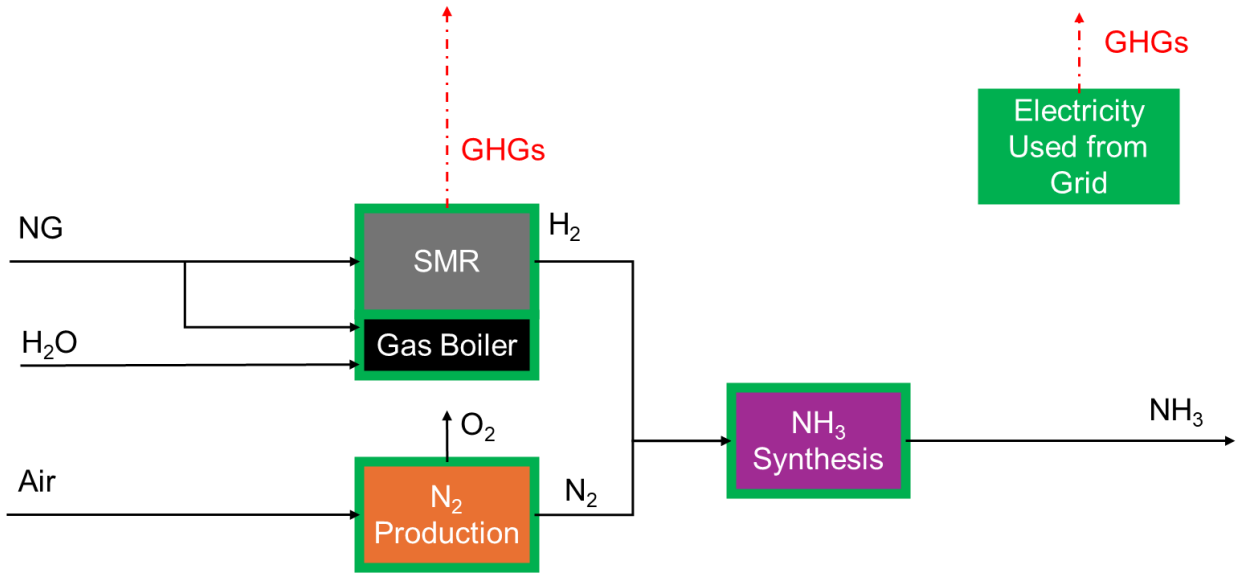 GHGs
Electricity
Used from
Grid
GHGs
NG
H₂
SMR
H₂O
Gas Boiler
O₂
NH₃
Synthesis
NH₃
Air
N₂
Production
N₂